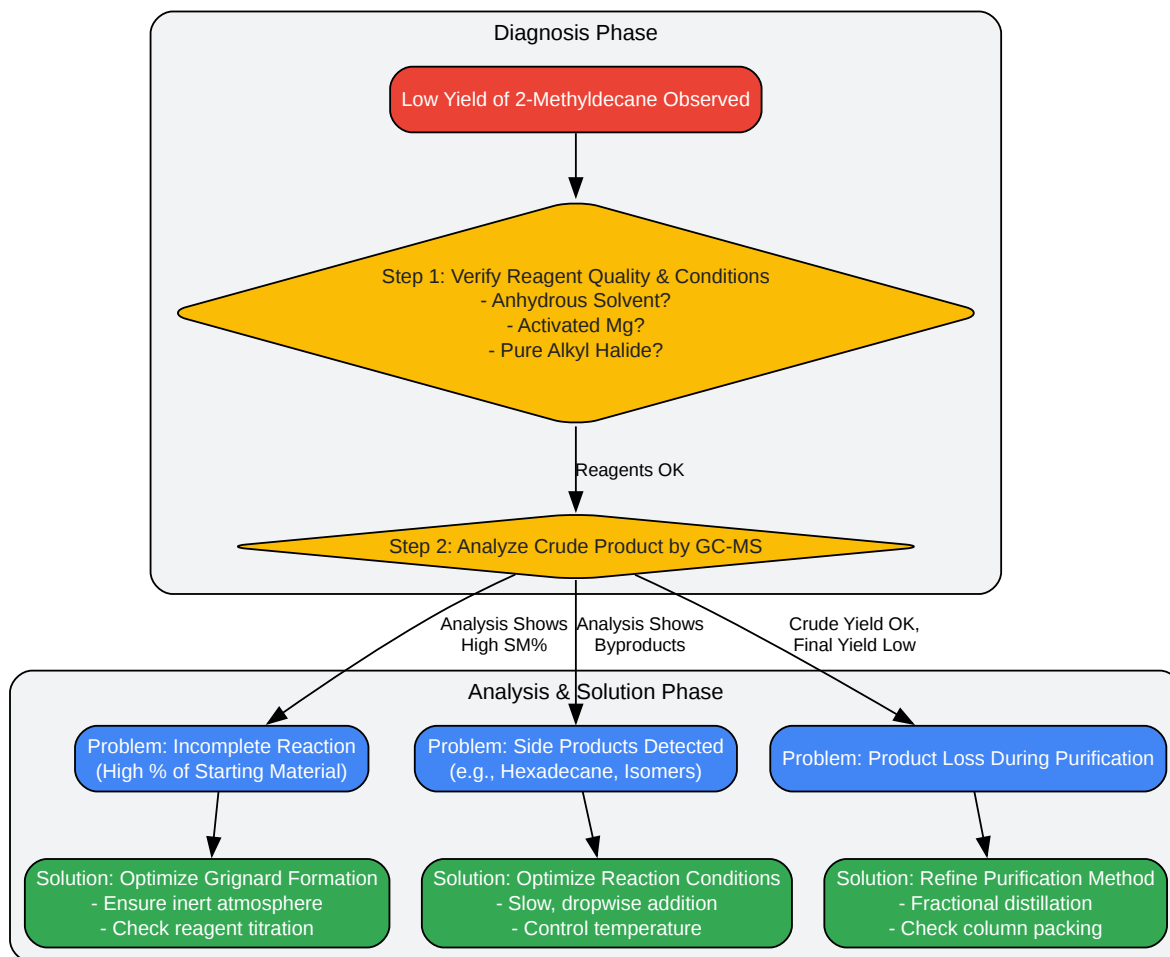 Diagnosis Phase
Low Yield of 2-Methyldecane Observed
Step 1: Verify Reagent Quality & Conditions
- Anhydrous Solvent?
- Activated Mg?
- Pure Alkyl Halide?
Reagents OK
Step 2: Analyze Crude Product by GC-MS
Analysis Shows
High SM%
Analysis Shows
Byproducts
Crude Yield OK,
Final Yield Low
Analysis & Solution Phase
Problem: Incomplete Reaction
(High % of Starting Material)
Problem: Side Products Detected
(e.g., Hexadecane, Isomers)
Problem: Product Loss During Purification
Solution: Optimize Grignard Formation
- Ensure inert atmosphere
- Check reagent titration
Solution: Optimize Reaction Conditions
- Slow, dropwise addition
- Control temperature
Solution: Refine Purification Method
- Fractional distillation
- Check column packing